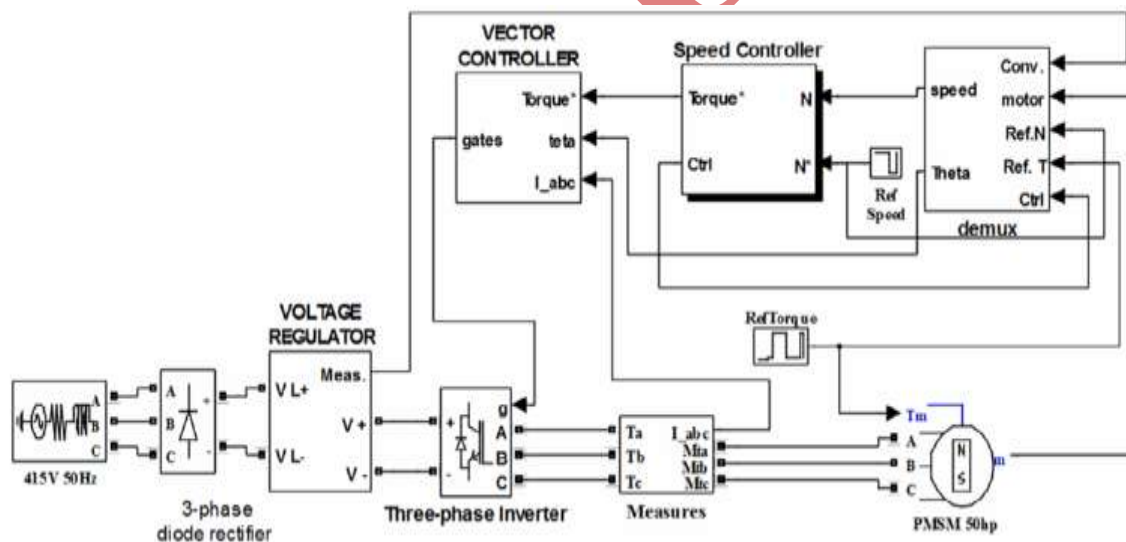 VECTOR
CONTROLLER
Torque*
gates
teta
I_abc
Speed Controller
Torque*
N
Ctrl
N*
Ref
Speed
Conv.
speed
motor
Ref.N
Ref. T
Theta
Ctrl
demux
RefTorque
VOLTAGE
REGULATOR
Meas.
V L+
V +
V L-
V -
A
B
C
415V 50Hz
A
B
C
+
-
3-phase
diode rectifier
g
+
A
B
-
C
Three-phase Inverter
Ta
I_abc
Tb
Mta
Mtb
Tc
Mtc
Measures
Tm
A
B
C
N
S
m
PMSM 50hp